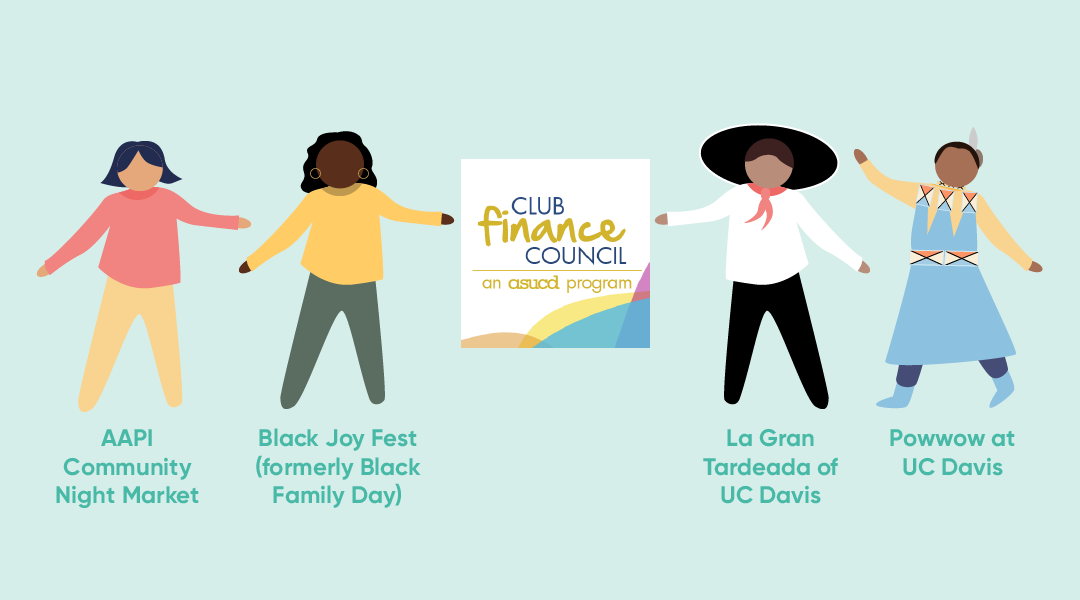 CLUB
finance
COUNCIL
an asucd program
AAPI
Community
Night Market
Black Joy Fest
(formerly Black
Family Day)
La Gran
Tardeada of
UC Davis
Powwow at
UC Davis